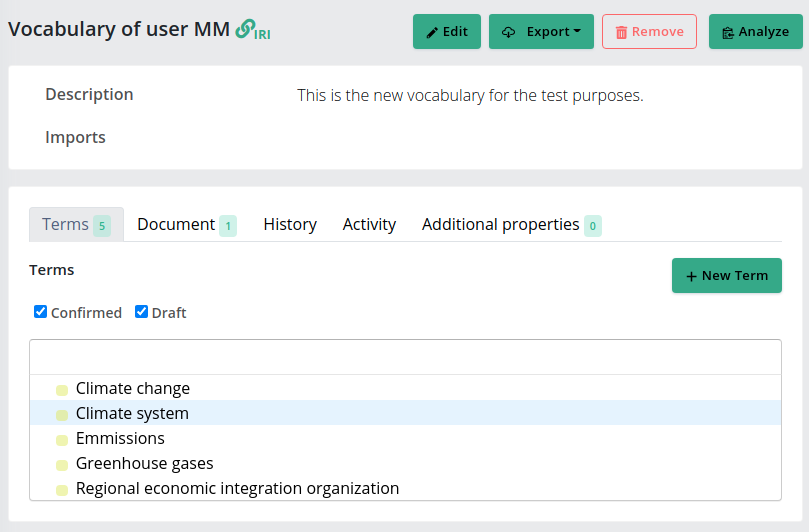 Vocabulary of user MM IRI
Edit
Export
Remove
Analyze
Description
This is the new vocabulary for the test purposes.
Imports
Terms 5
Document 1
History
Activity
Additional properties 0
Terms
+ New Term
Confirmed
Draft
Climate change
Climate system
Emmissions
Greenhouse gases
Regional economic integration organization